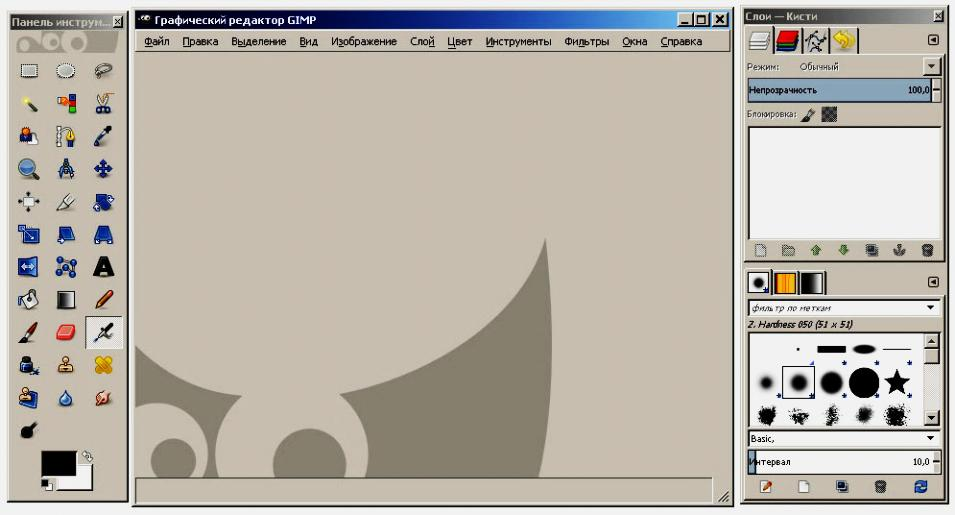 Панель инструм...
Графический редактор GIMP
Файл Правка Выделение Вид Изображение Слой Цвет Инструменты Фильтры Окна Справка
Слои — Кисти
Режим: Обычный
Непрозрачность 100,0
Блокировка:
фильтр по меткам
2. Hardness 050 (51 x 51)
Basic,
Интервал 10,0